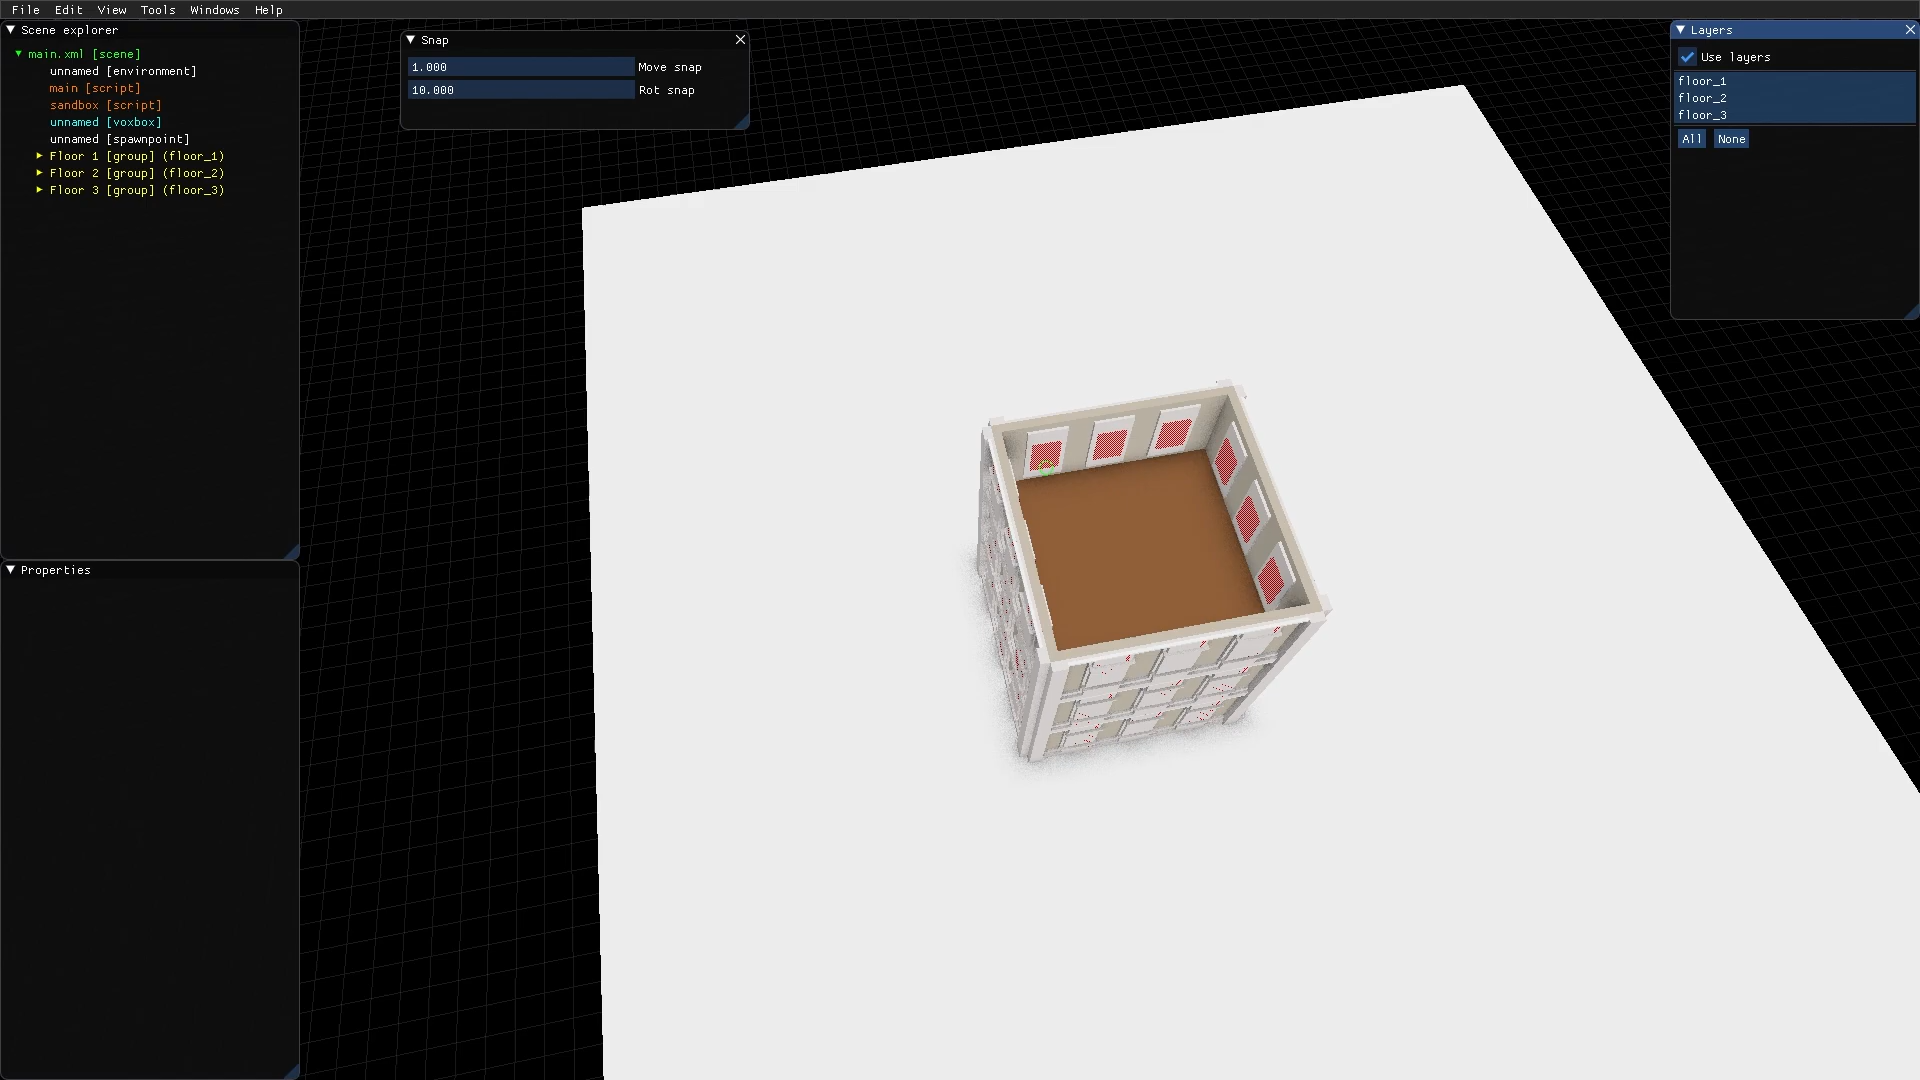 File Edit View Tools Windows Help
Scene explorer
main.xml [scene]
unnamed [environment]
main [script]
sandbox [script]
unnamed [voxbox]
unnamed [spawnpoint]
Floor 1 [group] (floor_1)
Floor 2 [group] (floor_2)
Floor 3 [group] (floor_3)
Properties
Snap
1.000 Move snap
10.000 Rot snap
Layers
Use layers
floor_1
floor_2
floor_3
All None